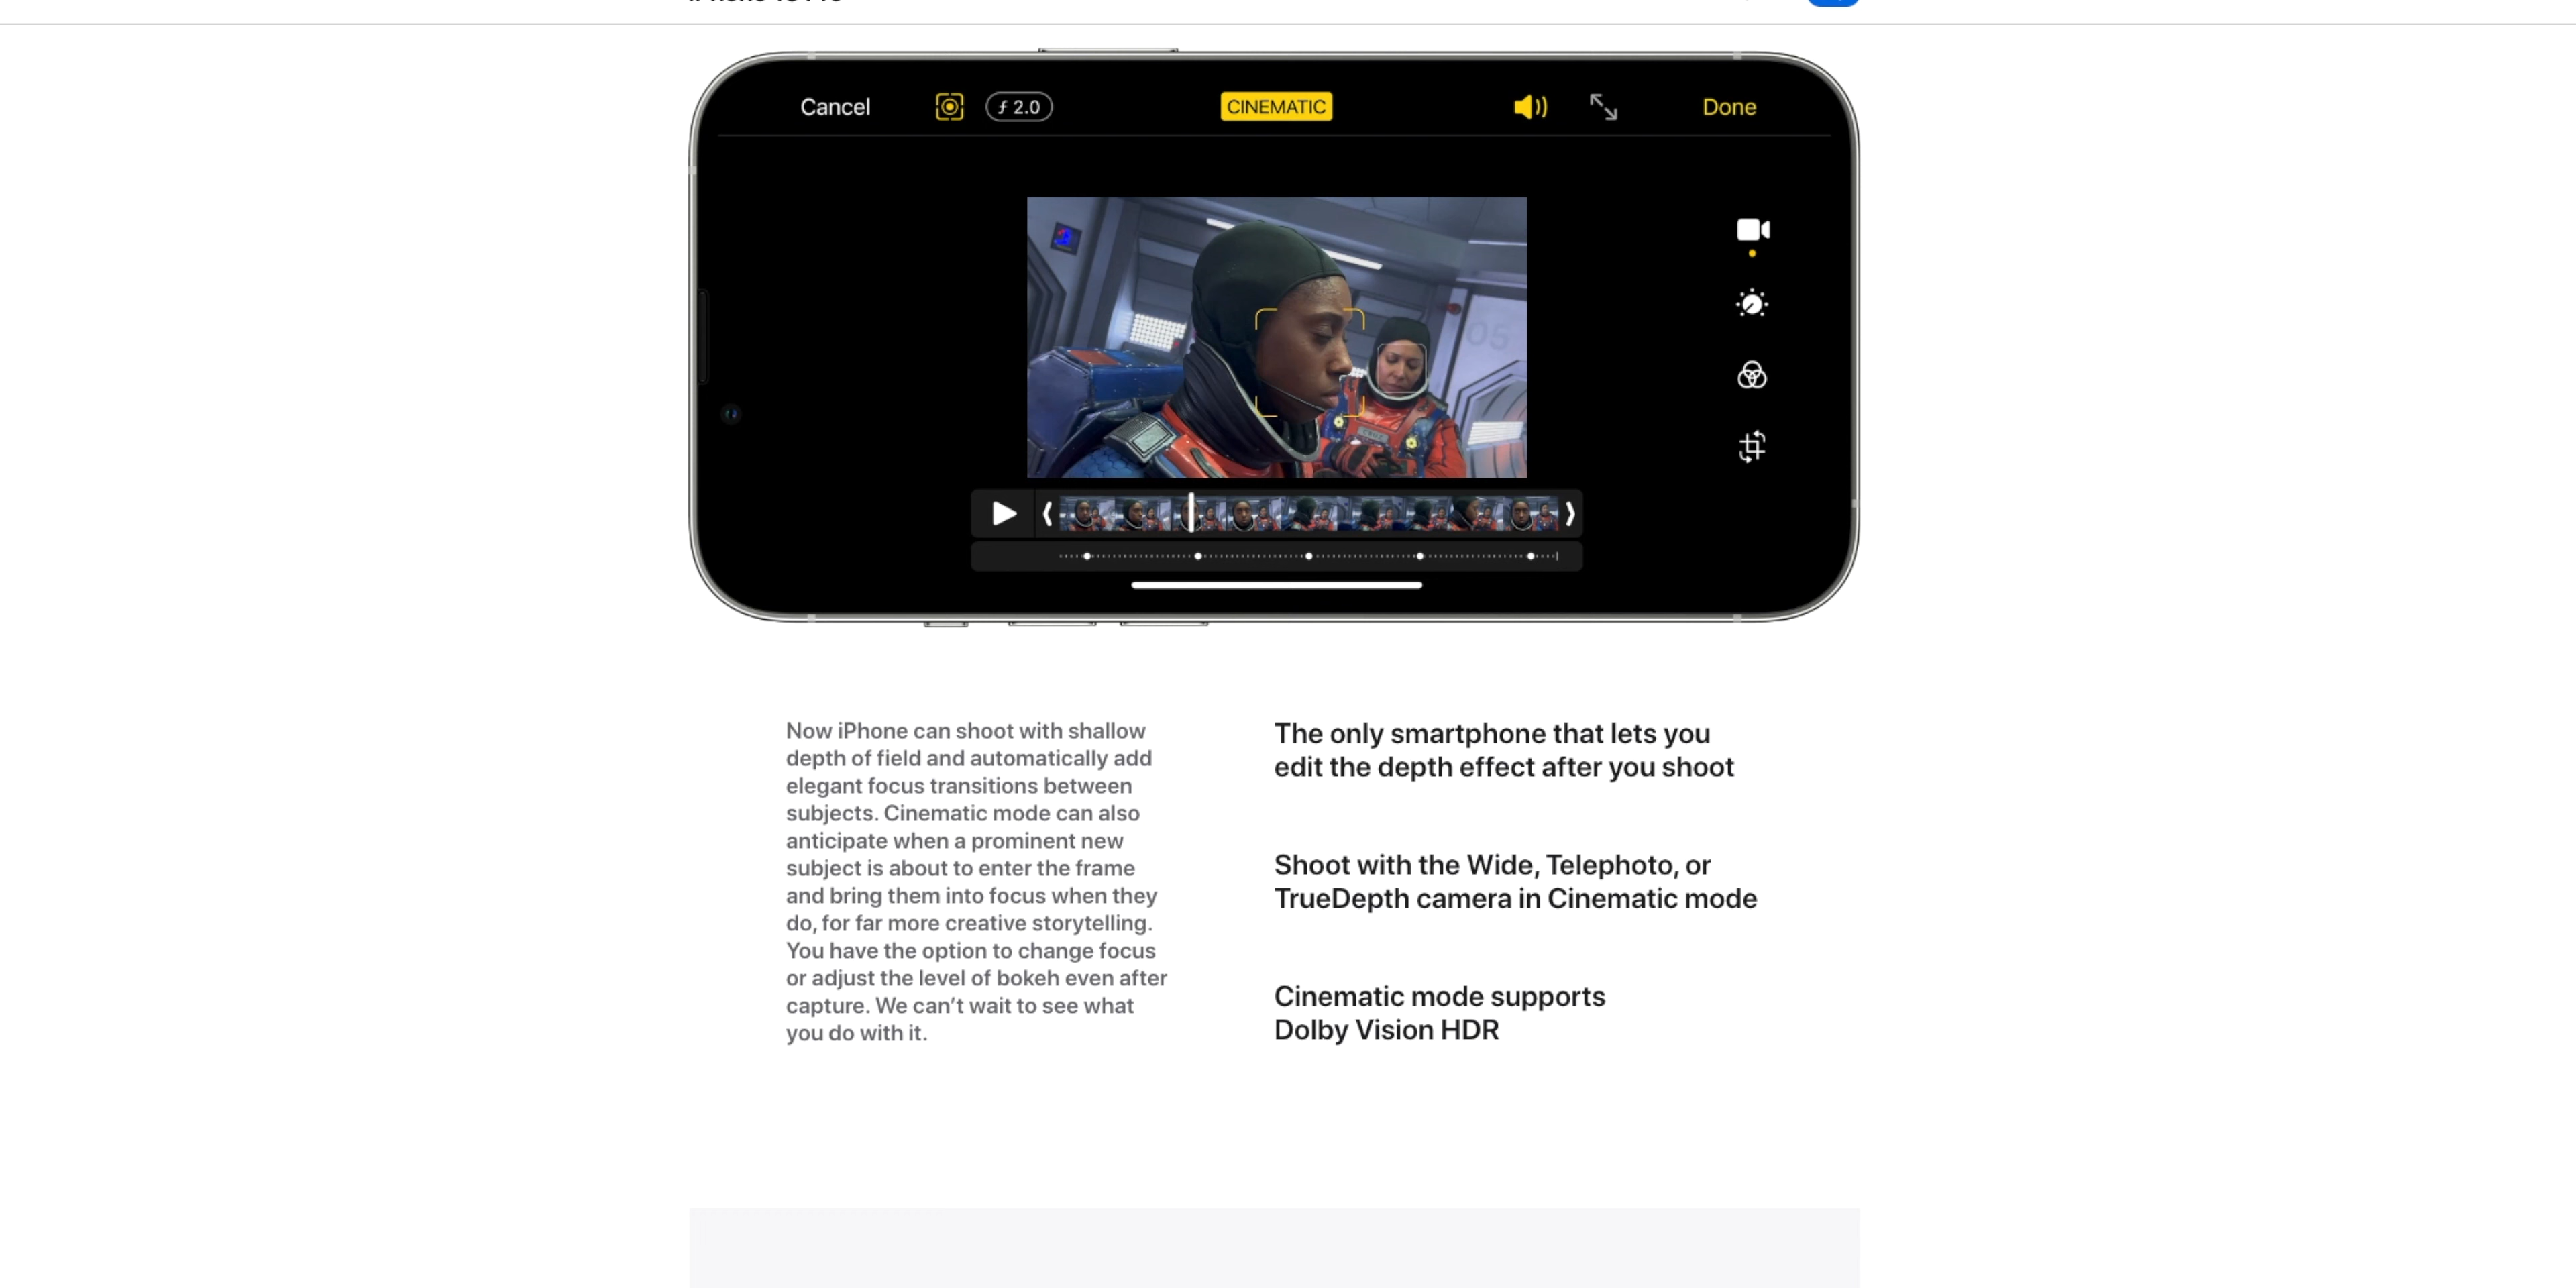 Cancel
ƒ 2.0
CINEMATIC
Done
05
Now iPhone can shoot with shallow
depth of field and automatically add
elegant focus transitions between
subjects. Cinematic mode can also
anticipate when a prominent new
subject is about to enter the frame
and bring them into focus when they
do, for far more creative storytelling.
You have the option to change focus
or adjust the level of bokeh even after
capture. We can’t wait to see what
you do with it.
The only smartphone that lets you
edit the depth effect after you shoot
Shoot with the Wide, Telephoto, or
TrueDepth camera in Cinematic mode
Cinematic mode supports
Dolby Vision HDR